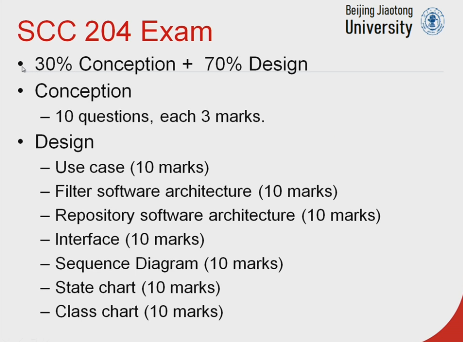 SCC 204 Exam
Beijing Jiaotong
University
• 30% Conception + 70% Design
• Conception
– 10 questions, each 3 marks.
• Design
– Use case (10 marks)
– Filter software architecture (10 marks)
– Repository software architecture (10 marks)
– Interface (10 marks)
– Sequence Diagram (10 marks)
– State chart (10 marks)
– Class chart (10 marks)